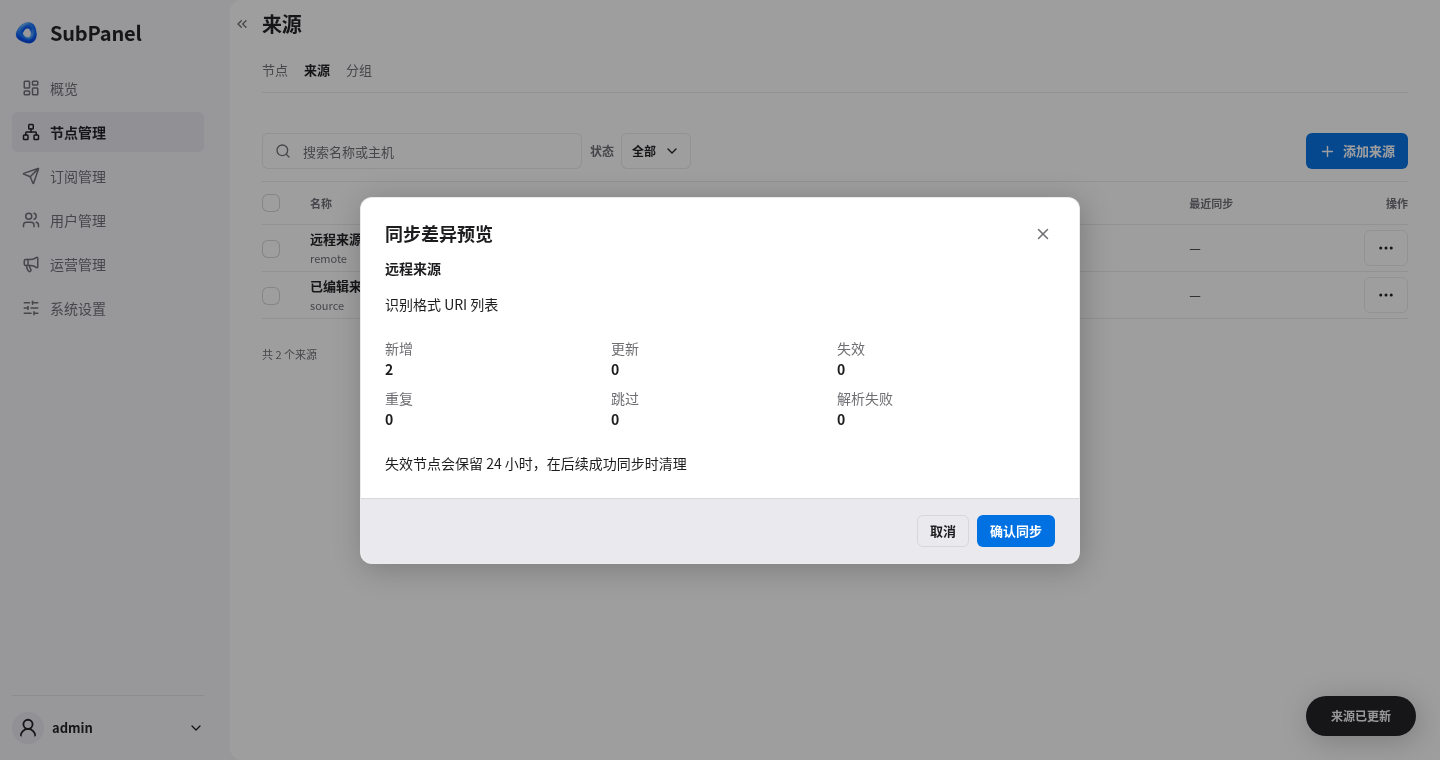 SubPanel
概览
节点管理
订阅管理
用户管理
运营管理
系统设置
admin
来源
节点 来源 分组
搜索名称或主机 状态 全部 添加来源
名称 最近同步 操作
远程来源
remote
—
已编辑来
source
—
共 2 个来源
同步差异预览
远程来源
识别格式 URI 列表
新增 更新 失效
2 0 0
重复 跳过 解析失败
0 0 0
失效节点会保留 24 小时，在后续成功同步时清理
取消 确认同步
来源已更新